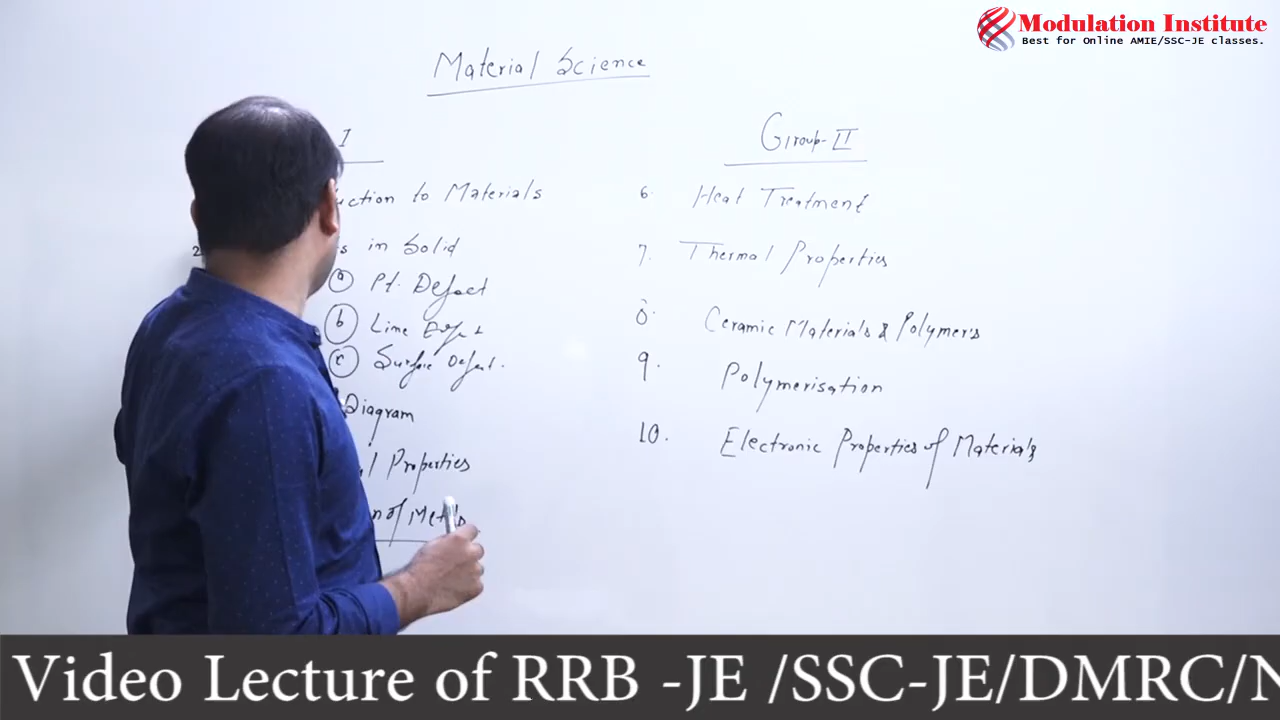 Modulation Institute
Best for Online AMIE/SSC-JE classes.
Material Science
I
uction to Materials
2
s in Solid
a Pt. Defect
b Line Defect
c Surface Defect.
Diagram
l Properties
n of Metals
Group-II
6. Heat Treatment
7. Thermal Properties
8. Ceramic Materials & Polymers
9. Polymerisation
10. Electronic Properties of Materials
Video Lecture of RRB -JE /SSC-JE/DMRC/N